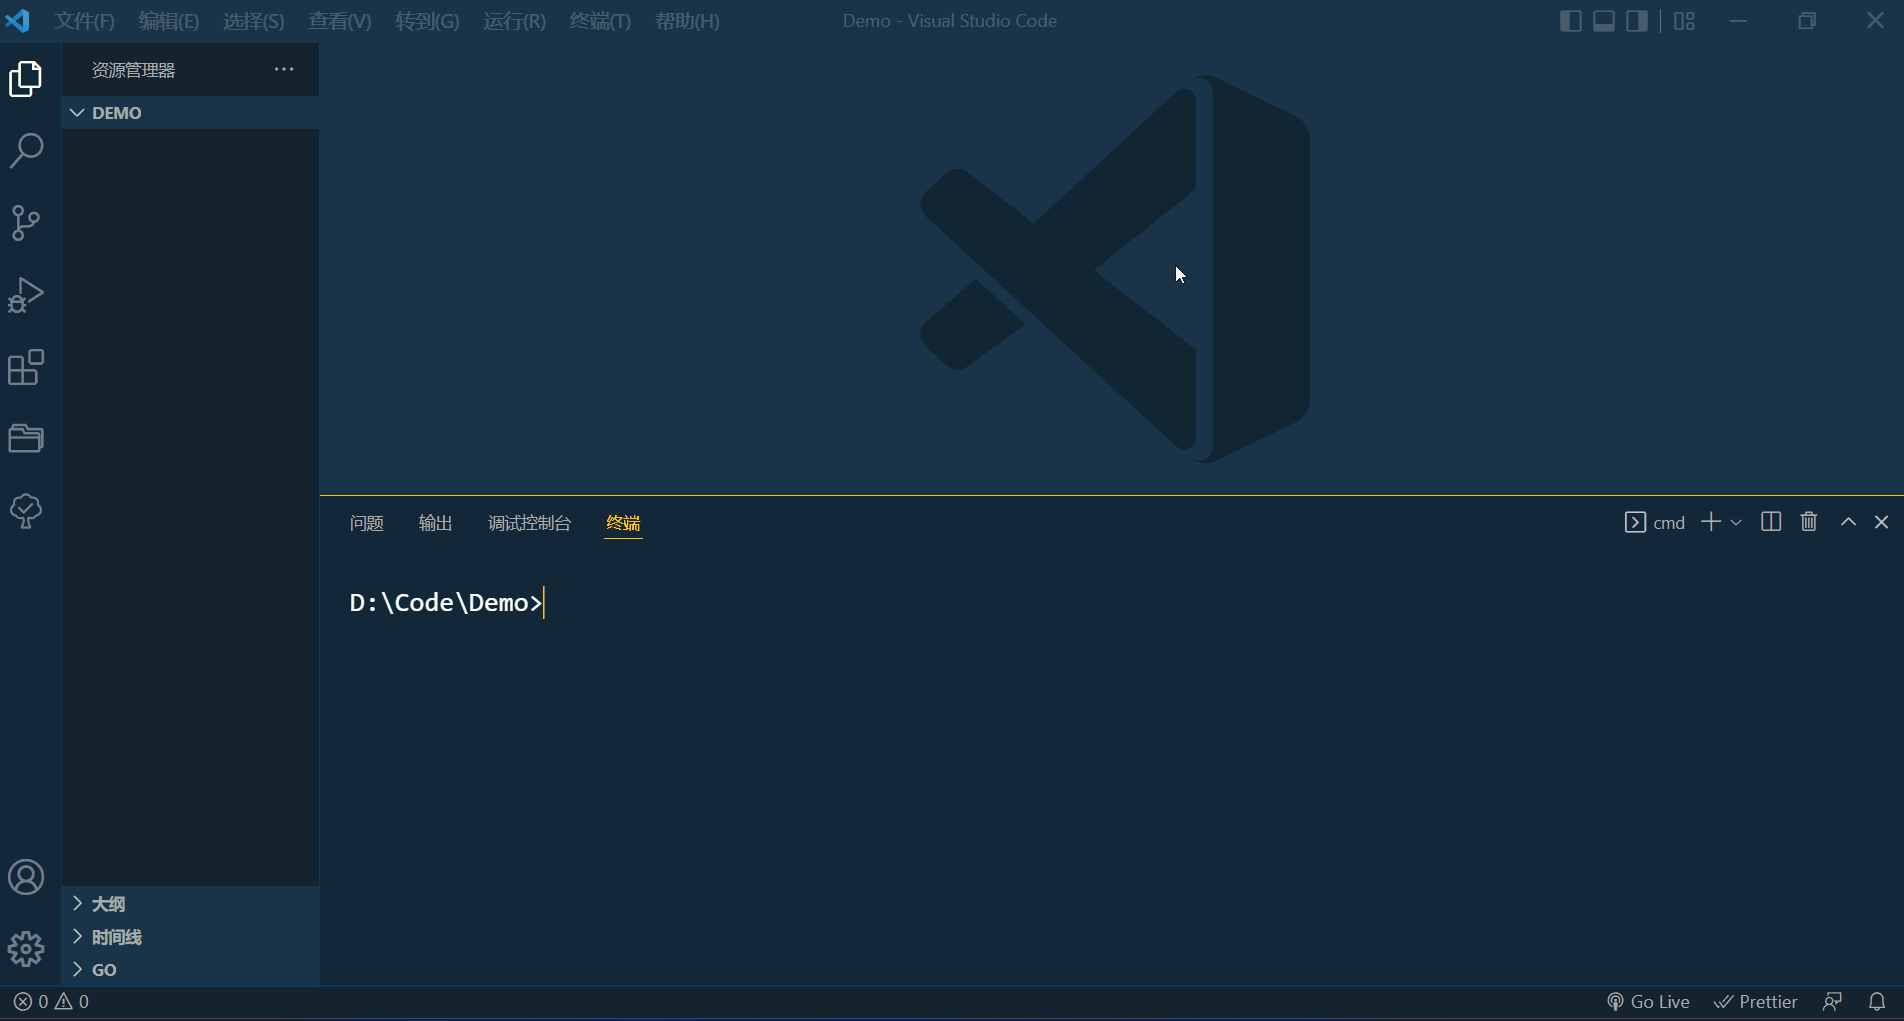 文件(F) 编辑(E) 选择(S) 查看(V) 转到(G) 运行(R) 终端(T) 帮助(H) Demo - Visual Studio Code
资源管理器
DEMO
问题 输出 调试控制台 终端 cmd
D:\Code\Demo>
大纲
时间线
GO
0 0 Go Live Prettier